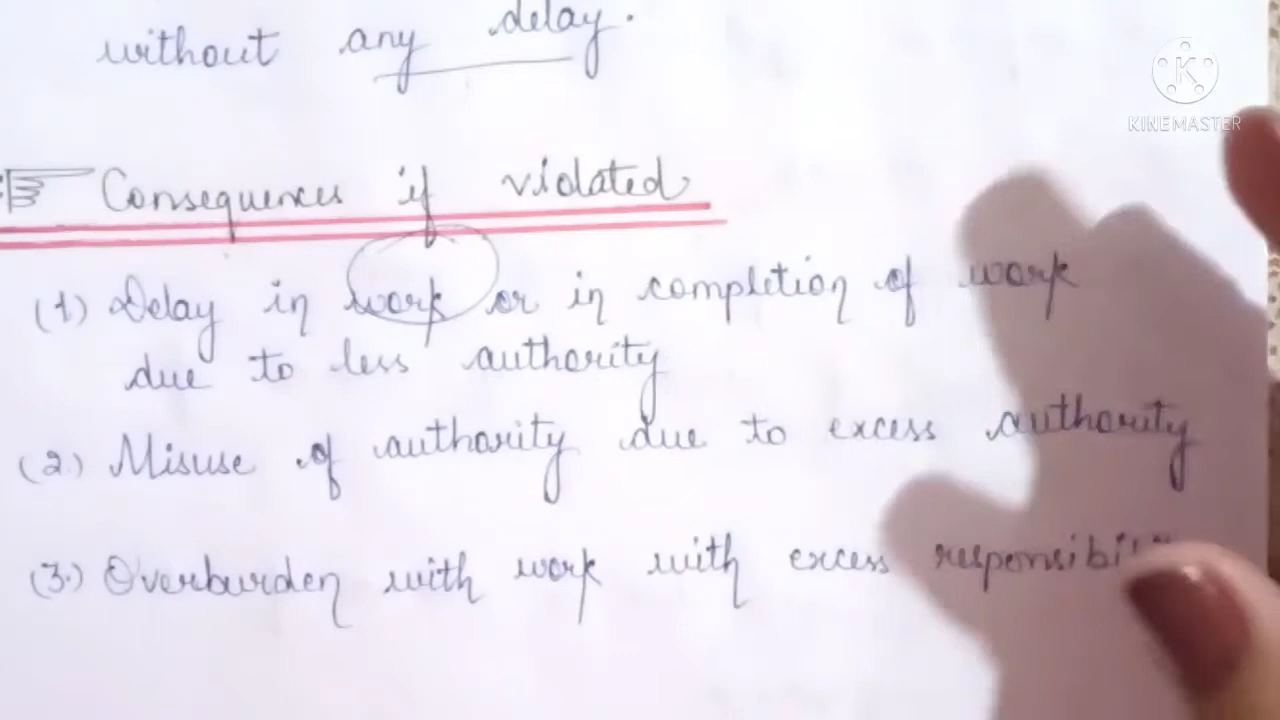 without any delay.
KINEMASTER
Consequences if violated
(1) Delay in work or in completion of work
due to less authority
(2.) Misuse of authority due to excess authority
(3.) Overburden with work with excess